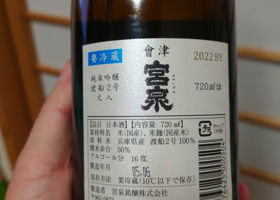 要冷蔵
會津
2022BY
宮泉
純米吟醸
渡船2号
火入
720ml詰
【品目】日本酒【内容量】720ml
原材料名 米(国産)、米麹(国産米)
原料米 兵庫県産 渡船2号100%
精米歩合 50%
アルコール分 16度
製造年月 05.06
保存方法 要冷蔵(10℃以下で保存)
製造者 宮泉銘醸株式会社